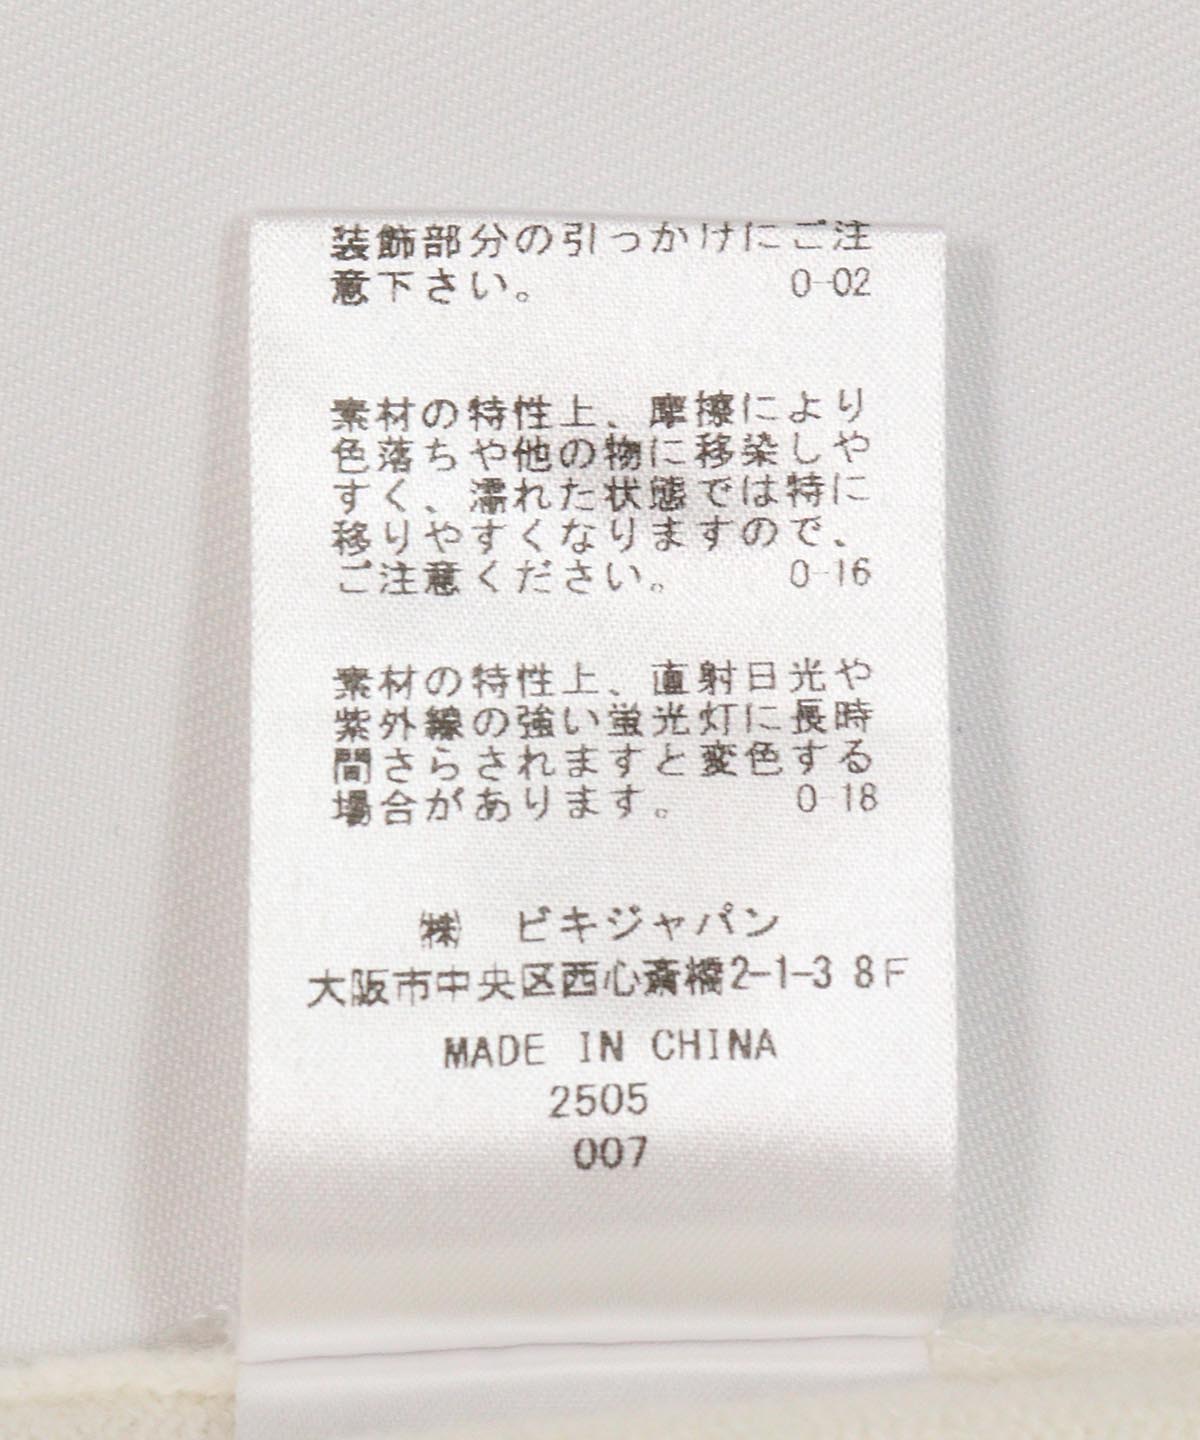 装飾部分の引っかけにご注
意下さい。 0-02
素材の特性上、摩擦により
色落ちや他の物に移染しや
すく、濡れた状態では特に
移りやすくなりますので、
ご注意ください。 0-16
素材の特性上、直射日光や
紫外線の強い蛍光灯に長時
間さらされますと変色する
場合があります。 0-18
㈱ ビキジャパン
大阪市中央区西心斎橋2-1-3 8F
MADE IN CHINA
2505
007